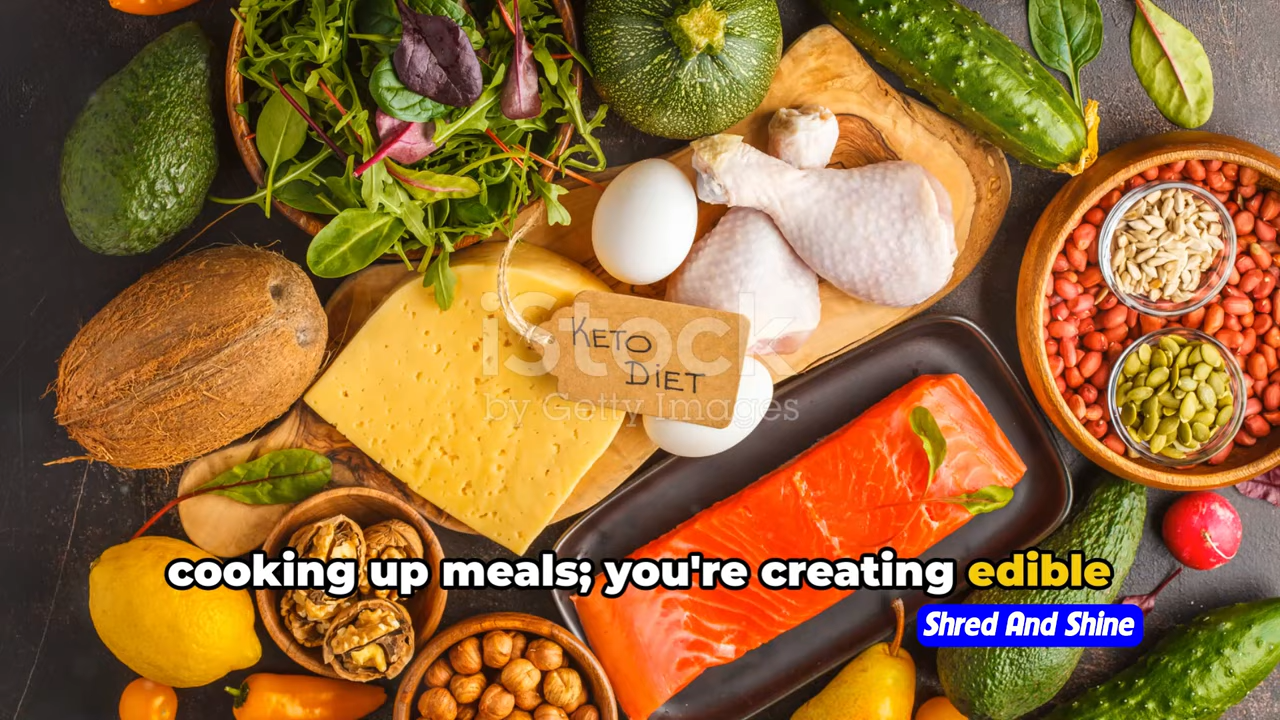 iStock
by Getty Images
KETO
DIET
cooking up meals; you're creating edible
Shred And Shine